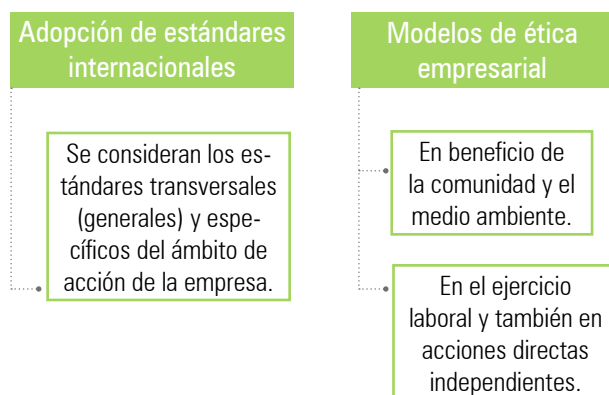 Adopción de estándares
internacionales
Se consideran los es-
tándares transversales
(generales) y espe-
cíficos del ámbito de
acción de la empresa.
Modelos de ética
empresarial
En beneficio de
la comunidad y el
medio ambiente.
En el ejercicio
laboral y también en
acciones directas
independientes.